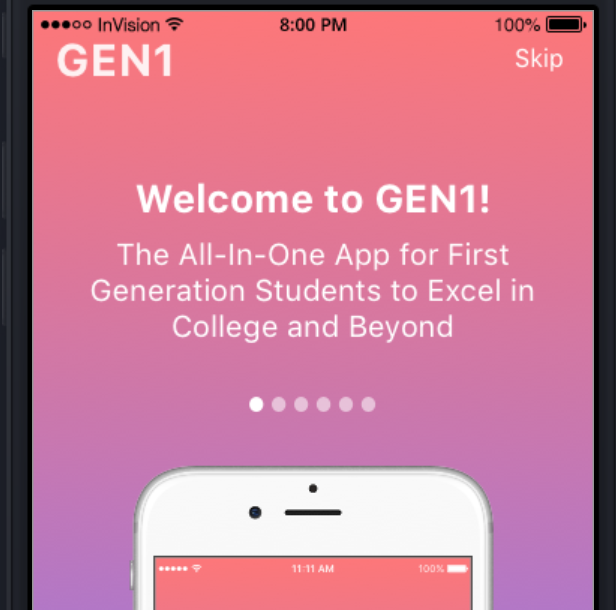 InVision 8:00 PM 100%
GEN1 Skip
Welcome to GEN1!
The All-In-One App for First
Generation Students to Excel in
College and Beyond
11:11 AM 100%